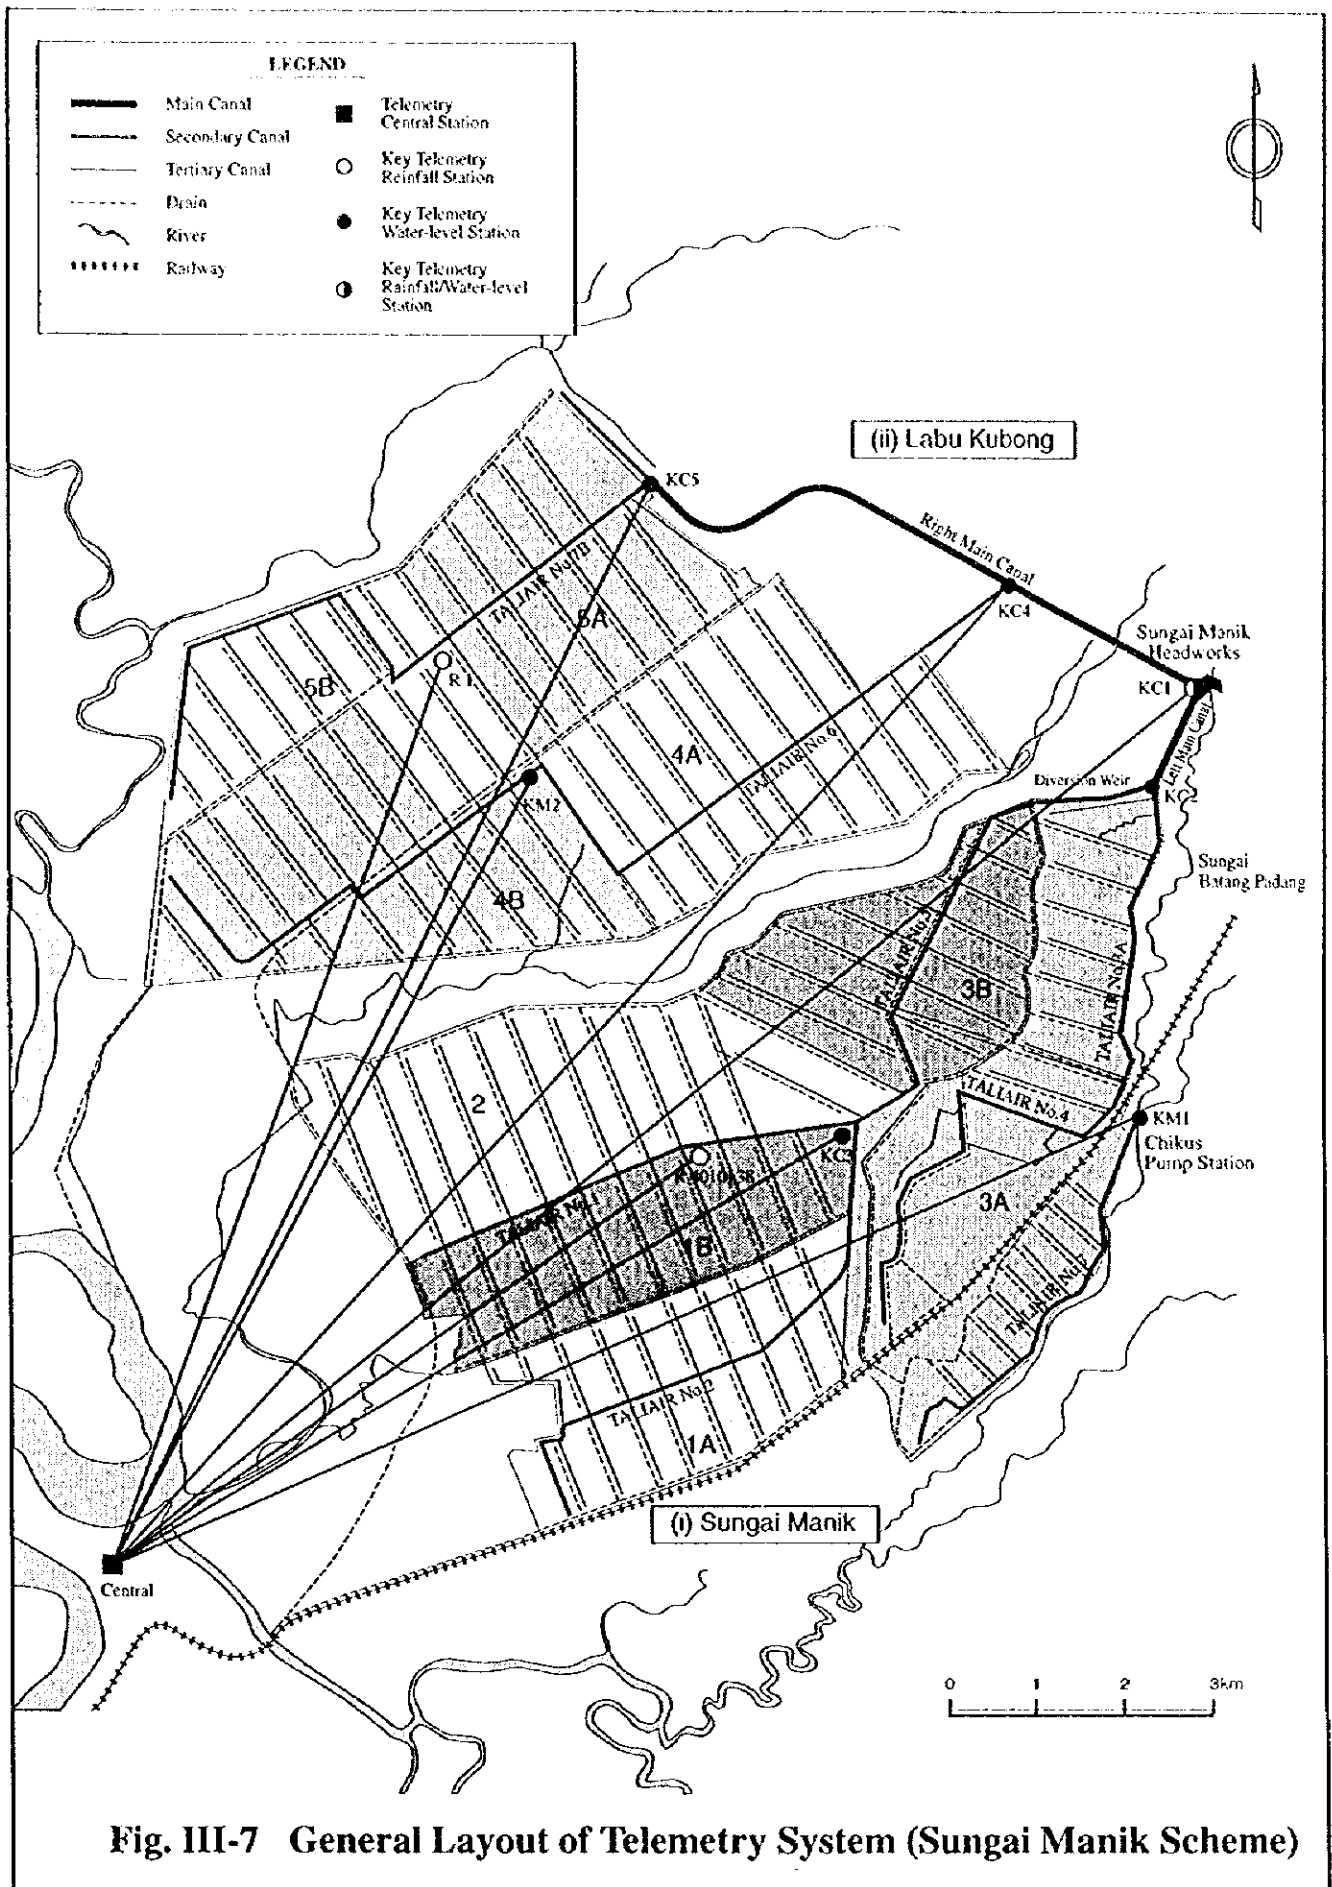 LEGEND
Main Canal
Secondary Canal
Tertiary Canal
Drain
River
Railway
Telemetry
Central Station
Key Telemetry
Reinfall Station
Key Telemetry
Water-level Station
Key Telemetry
Rainfall/Water-level
Station
(ii) Labu Kubong
KC5
Right Main Canal
KC4
Sungai Manik
Headworks
KC1
Left Main Canal
Diversion Weir
KC2
TALIAIR No.7B
5A
5B
R1
4A
TALIAIR No.6
KM2
4B
Sungai
Batang Padang
3B
TALIAIR No.4
KM1
Chikus
Pump Station
2
KC3
TALIAIR No.1
1B
3A
TALIAIR No.2
1A
(i) Sungai Manik
Central
0 1 2 3km
Fig. III-7 General Layout of Telemetry System (Sungai Manik Scheme)